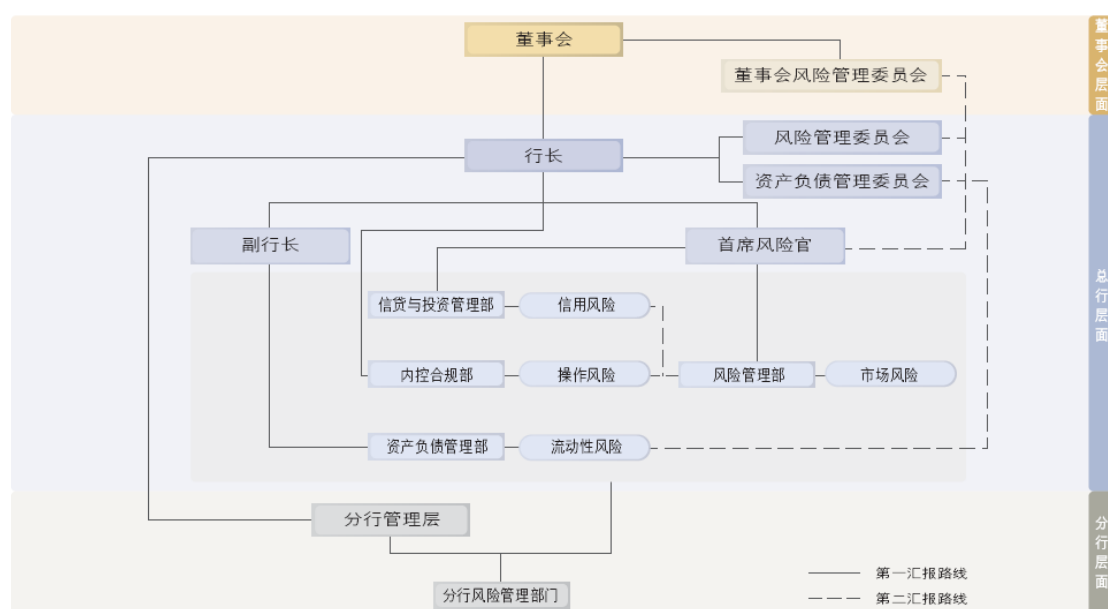 董事会
董事会层面
董事会风险管理委员会
风险管理委员会
行长
资产负债管理委员会
副行长
首席风险官
总行层面
信贷与投资管理部
信用风险
内控合规部
操作风险
风险管理部
市场风险
资产负债管理部
流动性风险
分行管理层
分行层面
第一汇报路线
分行风险管理部门
第二汇报路线